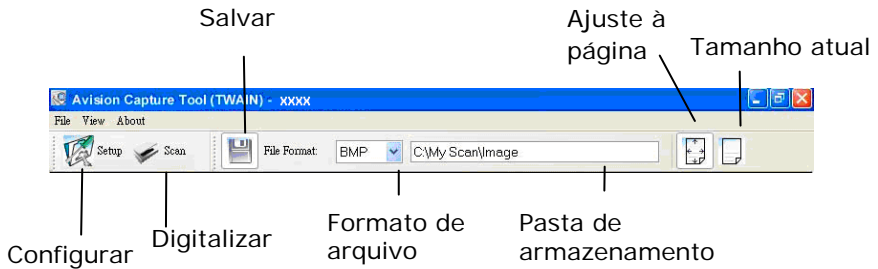 Salvar
Ajuste à
página
Tamanho atual
Avision Capture Tool (TWAIN) - xxxx
File View About
Setup Scan File Format: BMP C:\My Scan\Image
Configurar
Digitalizar
Formato de
arquivo
Pasta de
armazenamento